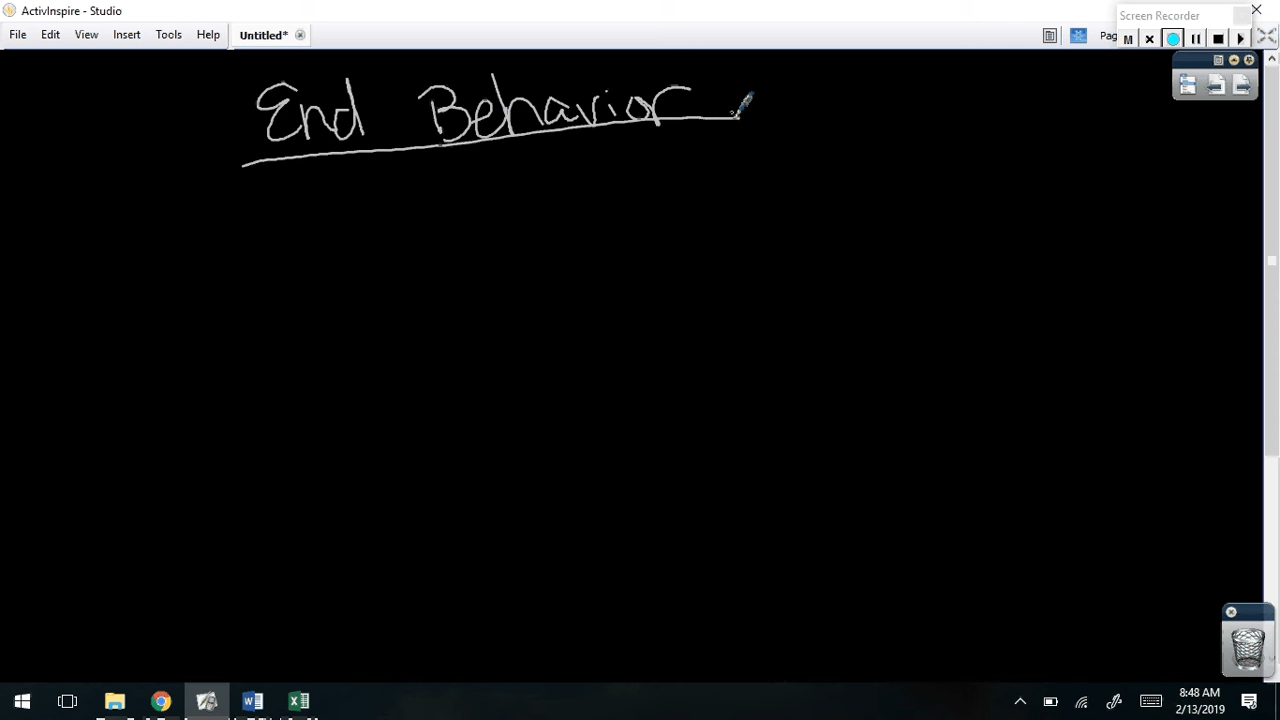 ActivInspire - Studio
Screen Recorder
File Edit View Insert Tools Help Untitled*
M
End Behavior
8:48 AM
2/13/2019